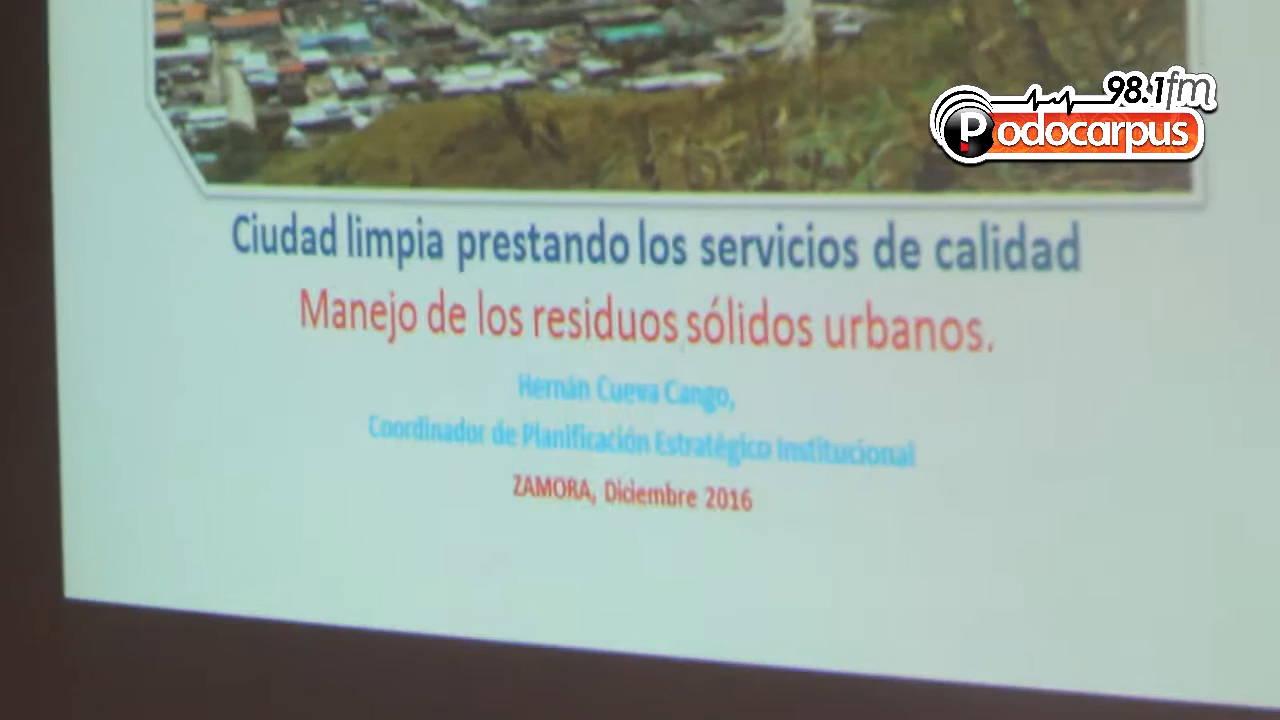 98.1fm
Podocarpus
Ciudad limpia prestando los servicios de calidad
Manejo de los residuos sólidos urbanos.
Hernán Cueva Cango,
Coordinador de Planificación Estratégico Institucional
ZAMORA, Diciembre 2016